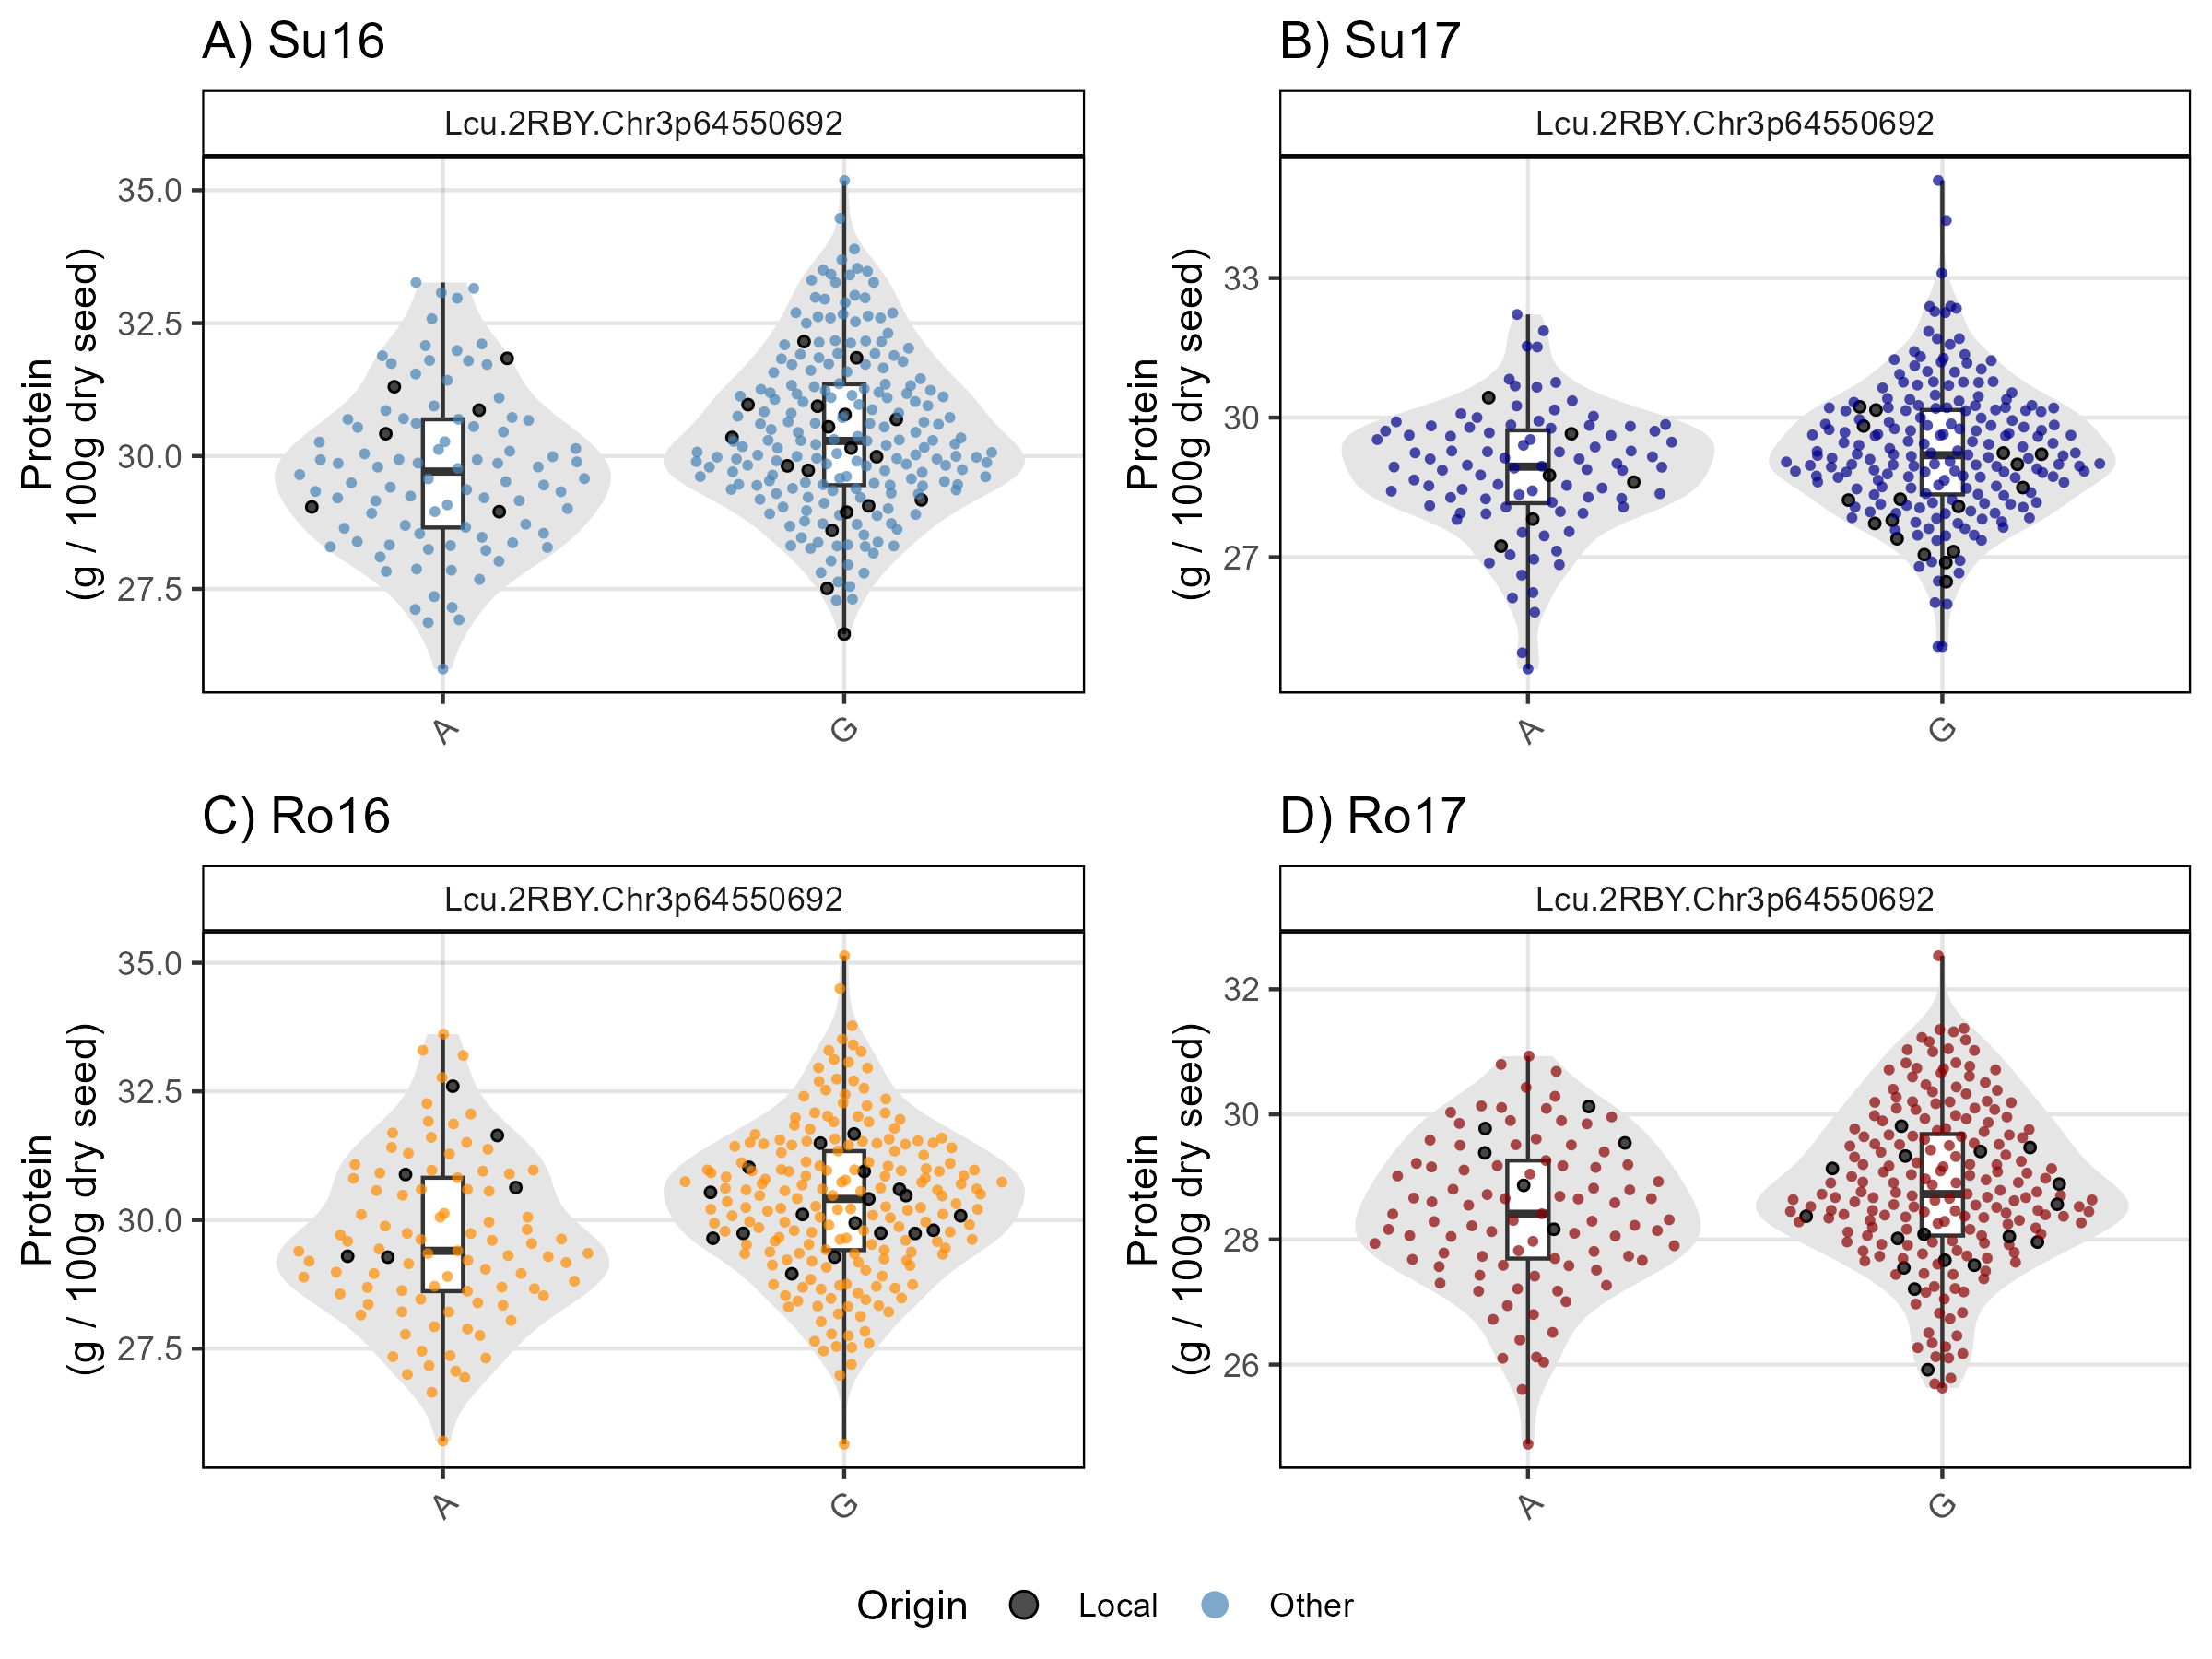 A) Su16
Lcu.2RBY.Chr3p64550692
Protein
(g / 100g dry seed)
35.0
32.5
30.0
27.5
A
G
B) Su17
Lcu.2RBY.Chr3p64550692
Protein
(g / 100g dry seed)
33
30
27
A
G
C) Ro16
Lcu.2RBY.Chr3p64550692
Protein
(g / 100g dry seed)
35.0
32.5
30.0
27.5
A
G
D) Ro17
Lcu.2RBY.Chr3p64550692
Protein
(g / 100g dry seed)
32
30
28
26
A
G
Origin Local Other